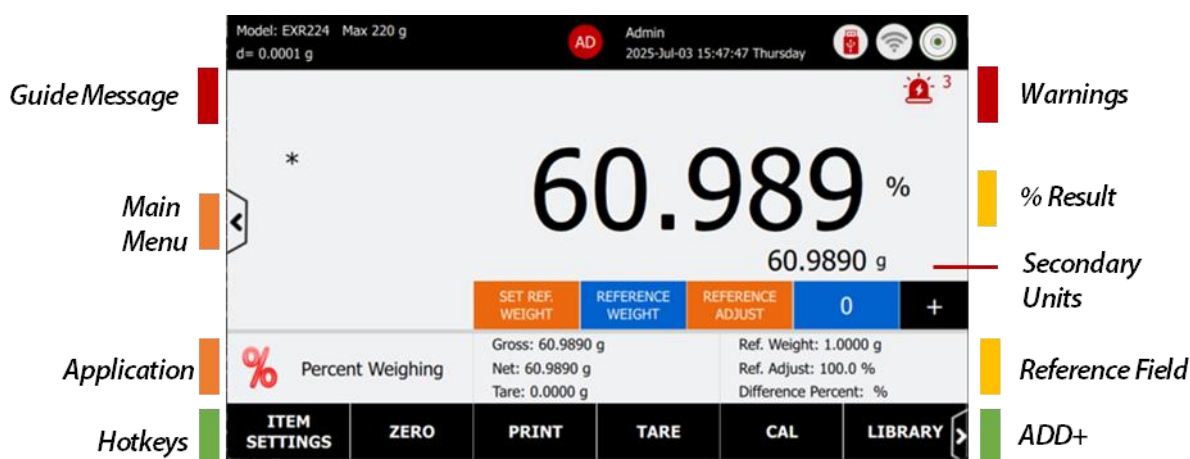 Model: EXR224 Max 220 g
d= 0.0001 g
AD
Admin
2025-Jul-03 15:47:47 Thursday
Guide Message
3
Warnings
*
60.989 %
% Result
Main
Menu
60.9890 g
Secondary
Units
SET REF.
WEIGHT
REFERENCE
WEIGHT
REFERENCE
ADJUST
0
+
Application
% Percent Weighing
Gross: 60.9890 g
Net: 60.9890 g
Tare: 0.0000 g
Ref. Weight: 1.0000 g
Ref. Adjust: 100.0 %
Difference Percent: %
Reference Field
Hotkeys
ITEM
SETTINGS
ZERO
PRINT
TARE
CAL
LIBRARY
ADD+